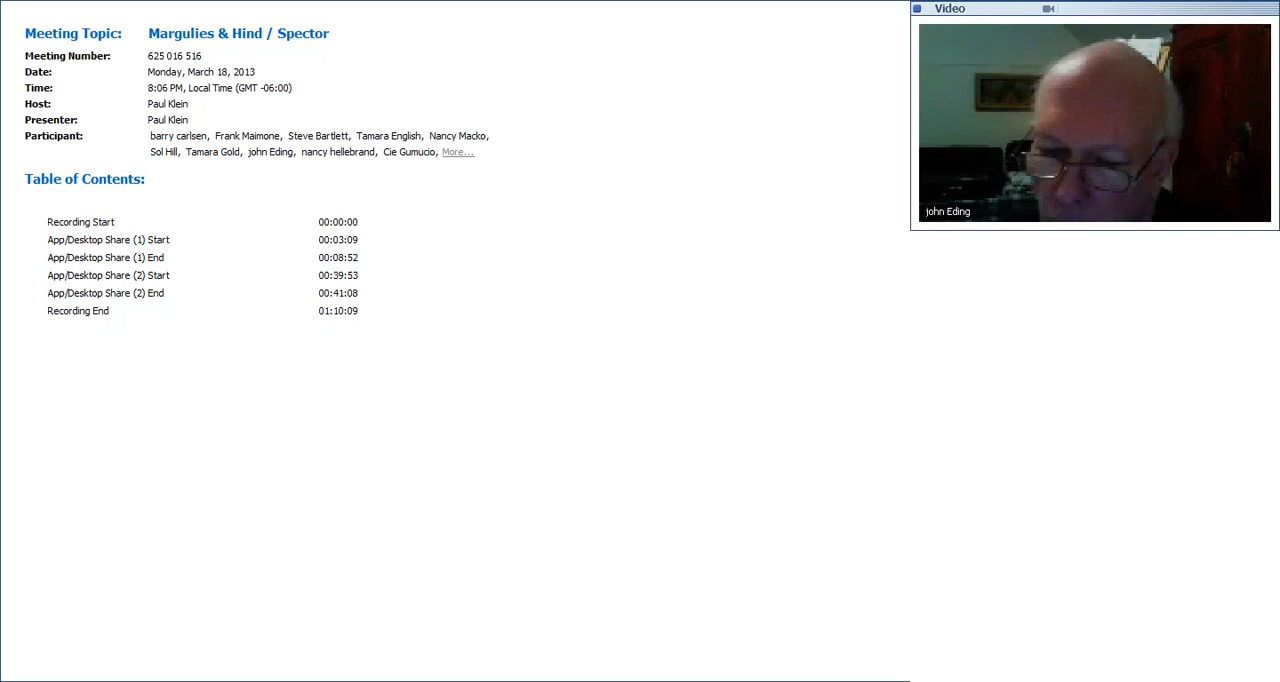 Meeting Topic: Margulies & Hind / Spector
Meeting Number: 625 016 516
Date: Monday, March 18, 2013
Time: 8:06 PM, Local Time (GMT -06:00)
Host: Paul Klein
Presenter: Paul Klein
Participant: barry carlsen, Frank Maimone, Steve Bartlett, Tamara English, Nancy Macko,
Sol Hill, Tamara Gold, john Eding, nancy hellebrand, Cie Gumucio, More...
Table of Contents:
Recording Start 00:00:00
App/Desktop Share (1) Start 00:03:09
App/Desktop Share (1) End 00:08:52
App/Desktop Share (2) Start 00:39:53
App/Desktop Share (2) End 00:41:08
Recording End 01:10:09
Video
john Eding